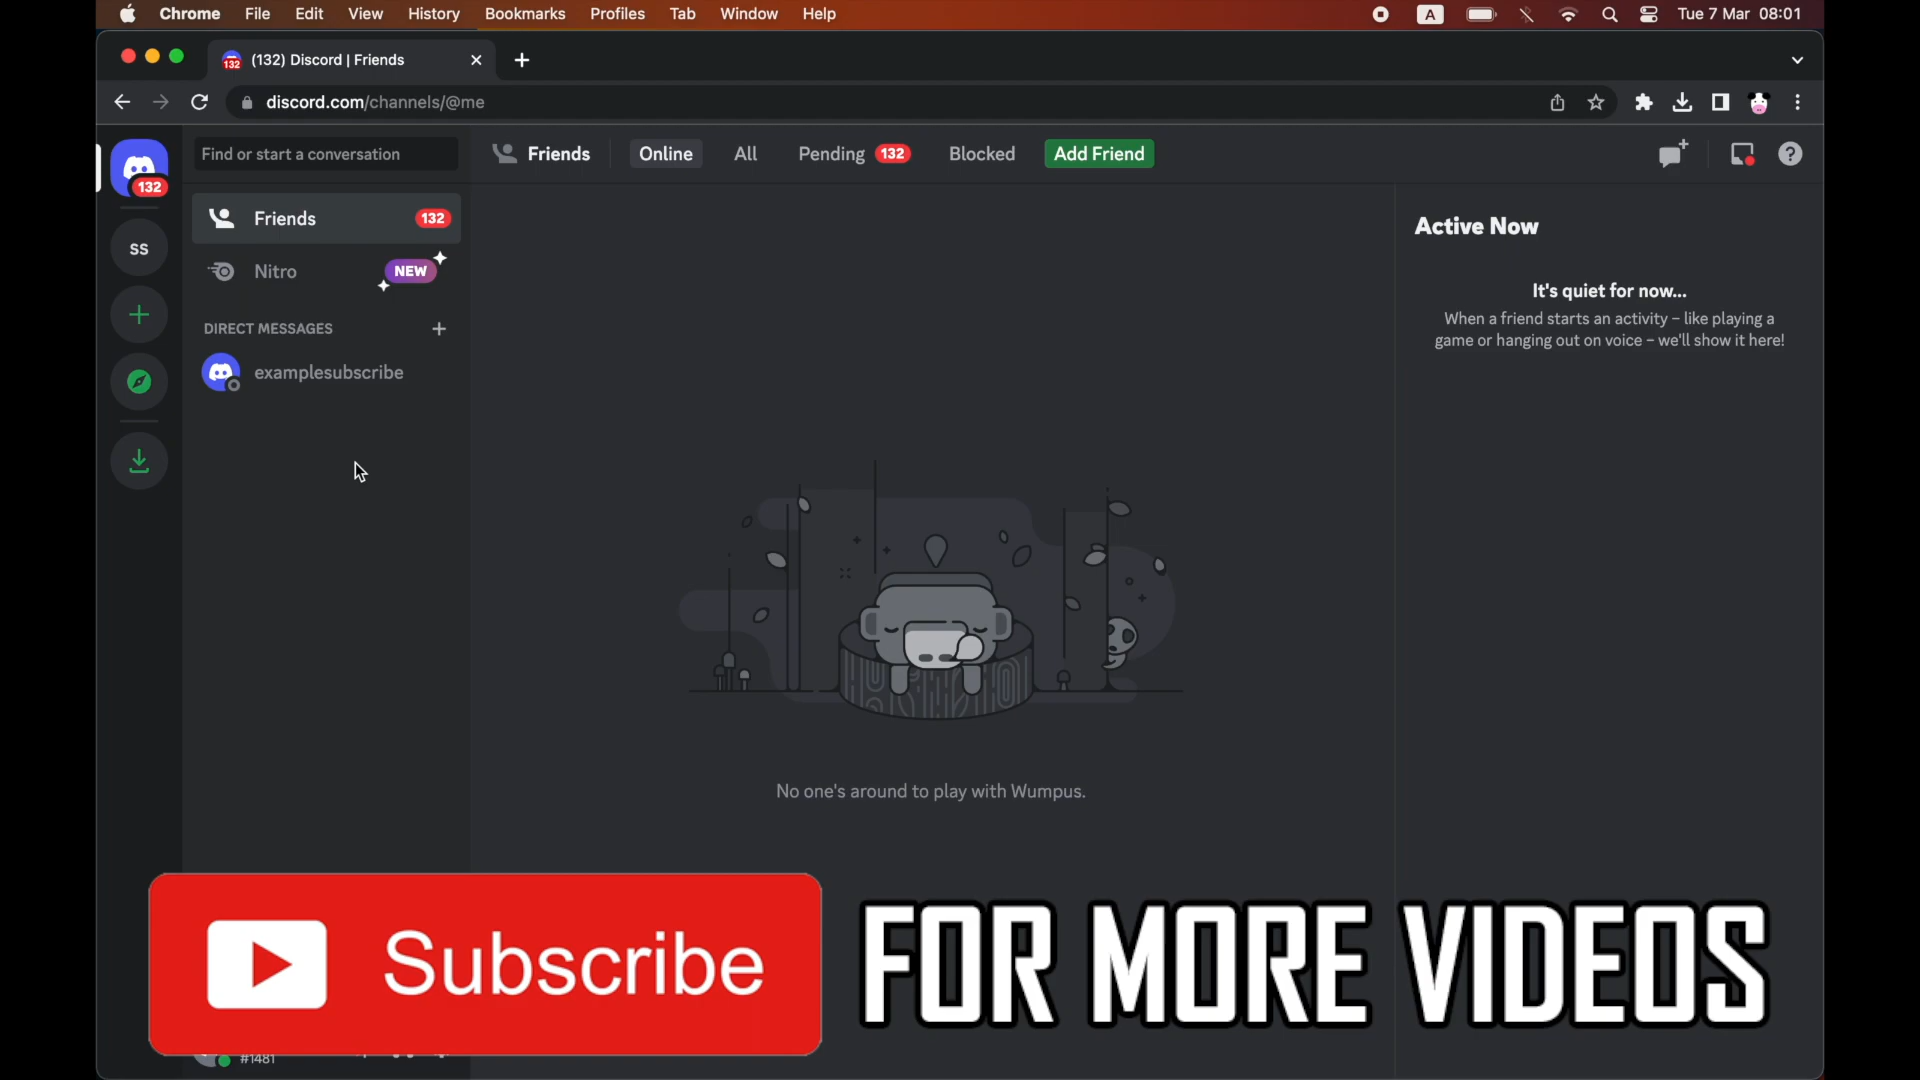 Chrome File Edit View History Bookmarks Profiles Tab Window Help A Tue 7 Mar 08:01
132 (132) Discord | Friends
discord.com/channels/@me
Find or start a conversation
Friends Online All Pending 132 Blocked Add Friend
132
Friends 132
ss
Nitro NEW
DIRECT MESSAGES
examplesubscribe
Active Now
It's quiet for now...
When a friend starts an activity – like playing a
game or hanging out on voice – we'll show it here!
No one's around to play with Wumpus.
Subscribe FOR MORE VIDEOS
#1481